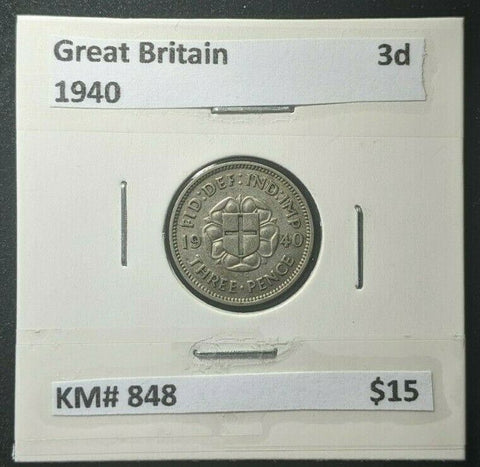 Great Britain 3d
1940
FID:DEF:IND:IMP
19 40
THREE·PENCE
KM# 848 $15